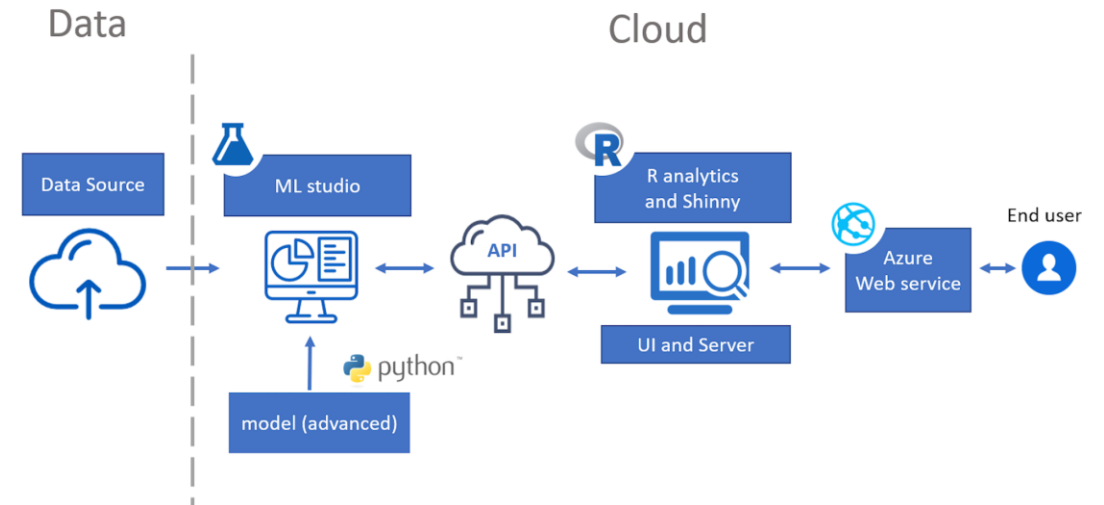 Data
Cloud
Data Source
ML studio
R
R analytics
and Shinny
API
End user
Azure
Web service
UI and Server
python™
model (advanced)